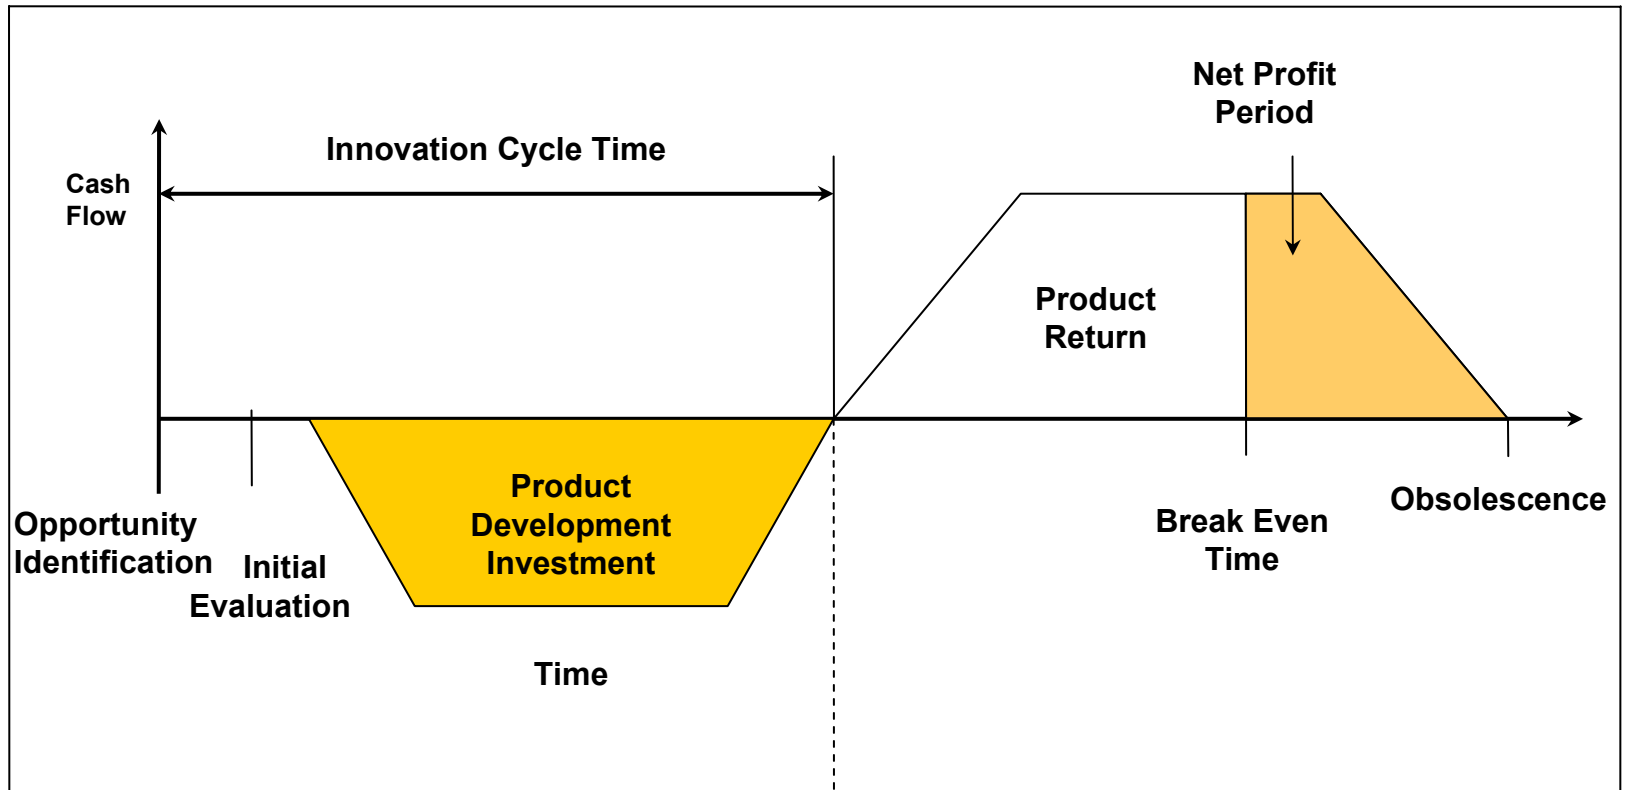 Net Profit
Period
Innovation Cycle Time
Cash
Flow
Product
Return
Product
Development
Investment
Opportunity
Identification
Initial
Evaluation
Break Even
Time
Obsolescence
Time